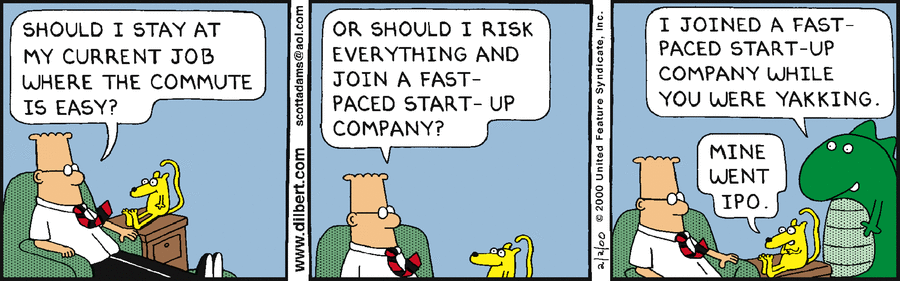 SHOULD I STAY AT
MY CURRENT JOB
WHERE THE COMMUTE
IS EASY?
www.dilbert.com scottadams@aol.com
OR SHOULD I RISK
EVERYTHING AND
JOIN A FAST-
PACED START-UP
COMPANY?
2/2/00 © 2000 United Feature Syndicate, Inc.
I JOINED A FAST-
PACED START-UP
COMPANY WHILE
YOU WERE YAKKING.
MINE
WENT
IPO.